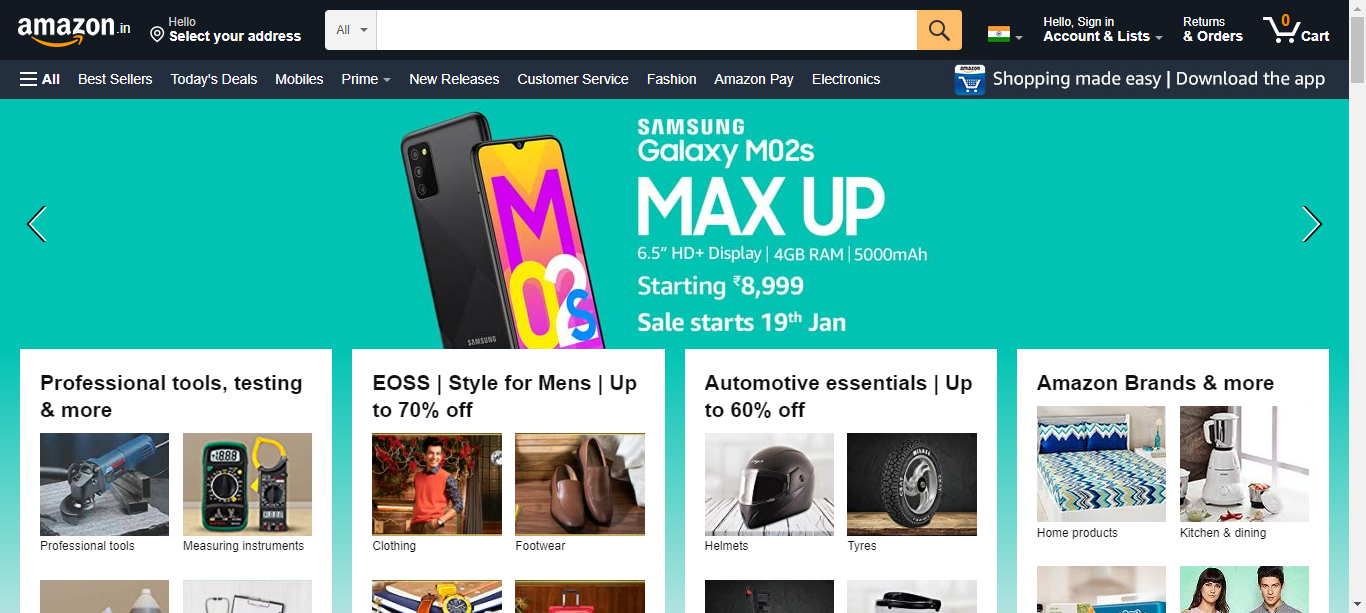 amazon.in
Hello
Select your address
All
Hello, Sign in
Account & Lists
Returns
& Orders
0
Cart
All
Best Sellers
Today's Deals
Mobiles
Prime
New Releases
Customer Service
Fashion
Amazon Pay
Electronics
amazon
Shopping made easy | Download the app
SAMSUNG
Galaxy M02s
MAX UP
6.5" HD+ Display | 4GB RAM | 5000mAh
Starting ₹8,999
Sale starts 19th Jan
M
02s
SAMSUNG
Professional tools, testing
& more
Professional tools
Measuring instruments
EOSS | Style for Mens | Up
to 70% off
Clothing
Footwear
Automotive essentials | Up
to 60% off
Helmets
Tyres
Amazon Brands & more
Home products
Kitchen & dining